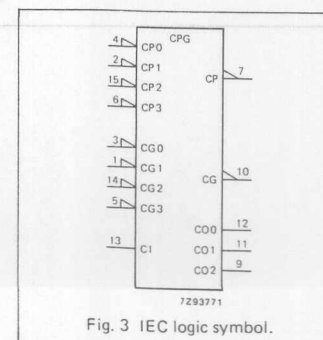 CPG
4 CP0
2 CP1
15 CP2
6 CP3
CP 7
3 CG0
1 CG1
14 CG2
5 CG3
CG 10
13 C1
CO0 12
CO1 11
CO2 9
7Z93771
Fig. 3 IEC logic symbol.